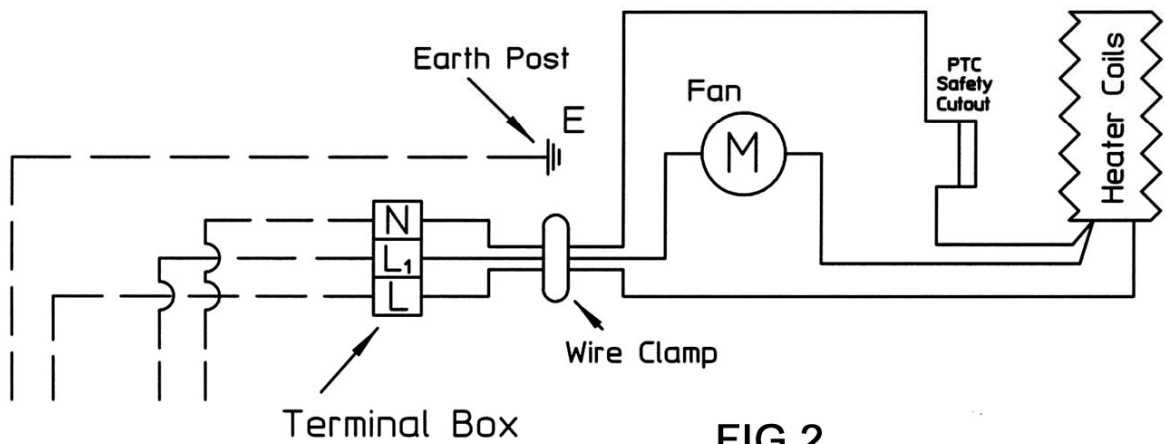 Earth Post
E
Fan
M
PTC
Safety
Cutout
Heater Coils
N
L₁
L
Wire Clamp
Terminal Box
FIG.2